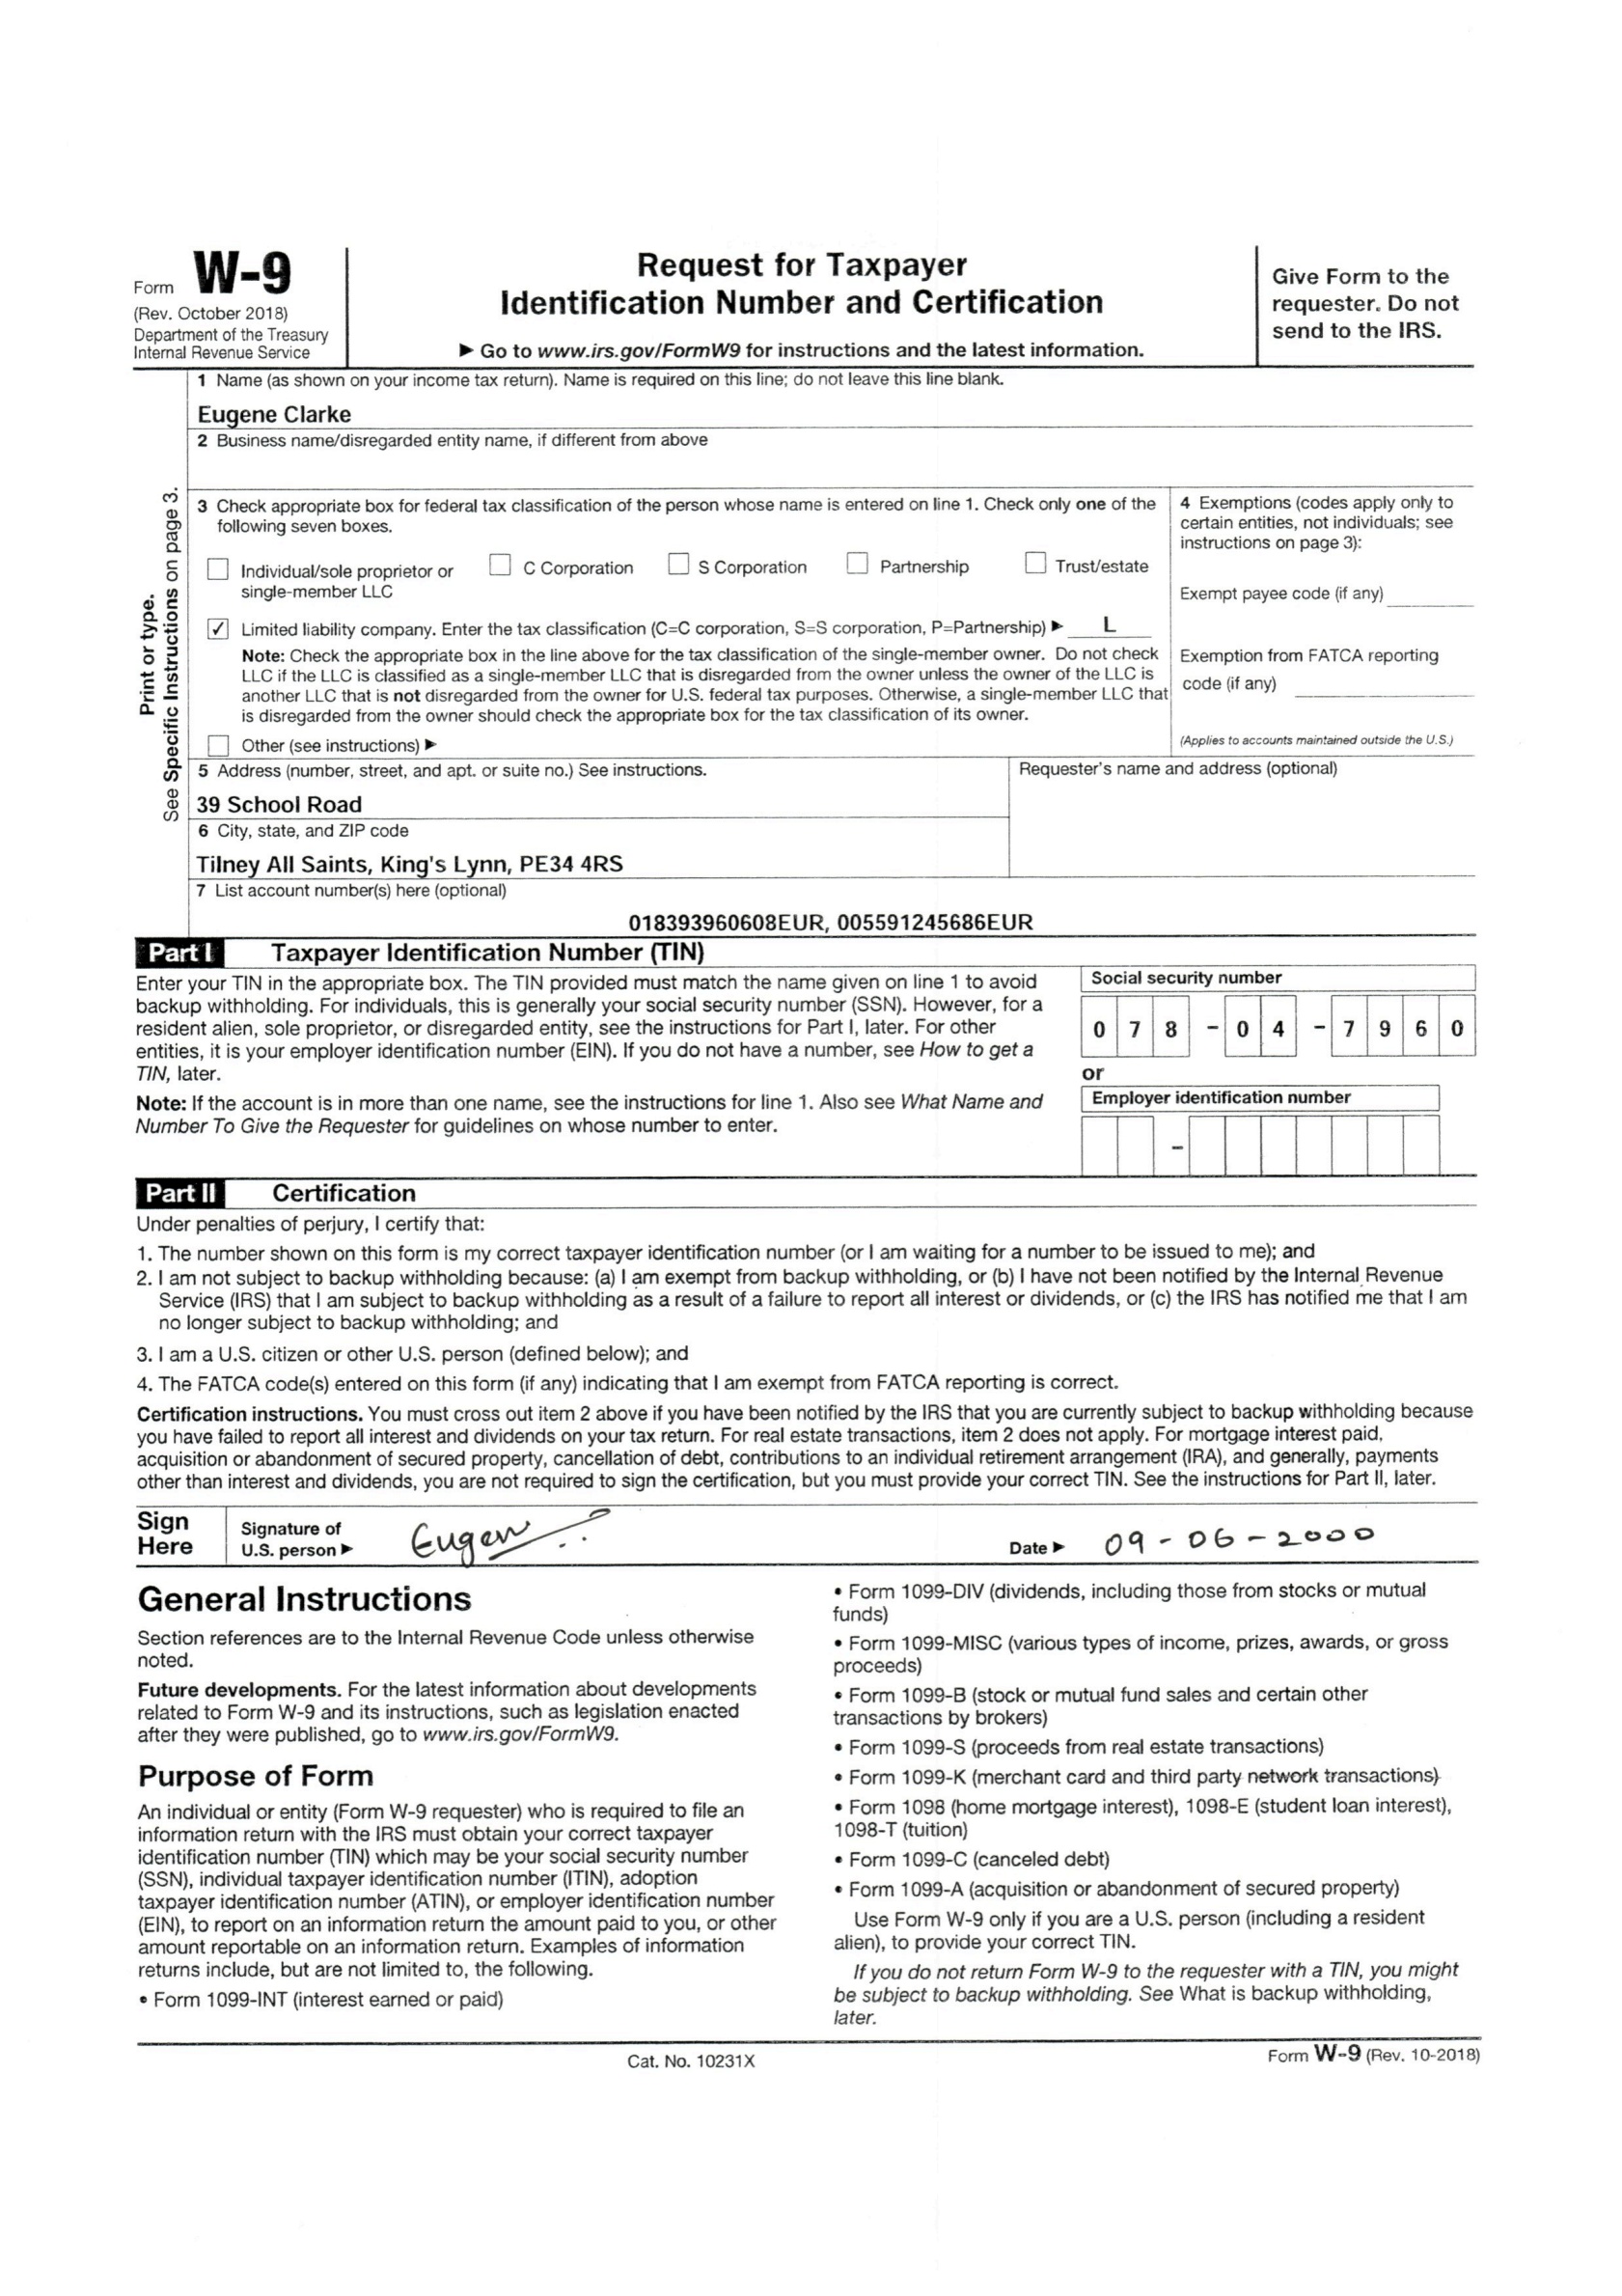 Form W-9
(Rev. October 2018)
Department of the Treasury
Internal Revenue Service
Request for Taxpayer
Identification Number and Certification
► Go to www.irs.gov/FormW9 for instructions and the latest information.
Give Form to the
requester. Do not
send to the IRS.
Print or type.
See Specific Instructions on page 3.
1 Name (as shown on your income tax return). Name is required on this line; do not leave this line blank.
Eugene Clarke
2 Business name/disregarded entity name, if different from above
3 Check appropriate box for federal tax classification of the person whose name is entered on line 1. Check only one of the
following seven boxes.
Individual/sole proprietor or
single-member LLC
C Corporation
S Corporation
Partnership
Trust/estate
✓ Limited liability company. Enter the tax classification (C=C corporation, S=S corporation, P=Partnership) ► L
Note: Check the appropriate box in the line above for the tax classification of the single-member owner. Do not check
LLC if the LLC is classified as a single-member LLC that is disregarded from the owner unless the owner of the LLC is
another LLC that is not disregarded from the owner for U.S. federal tax purposes. Otherwise, a single-member LLC that
is disregarded from the owner should check the appropriate box for the tax classification of its owner.
Other (see instructions) ►
4 Exemptions (codes apply only to
certain entities, not individuals; see
instructions on page 3):
Exempt payee code (if any)
Exemption from FATCA reporting
code (if any)
(Applies to accounts maintained outside the U.S.)
5 Address (number, street, and apt. or suite no.) See instructions.
39 School Road
6 City, state, and ZIP code
Tilney All Saints, King's Lynn, PE34 4RS
Requester's name and address (optional)
7 List account number(s) here (optional)
018393960608EUR, 005591245686EUR
Part I Taxpayer Identification Number (TIN)
Enter your TIN in the appropriate box. The TIN provided must match the name given on line 1 to avoid
backup withholding. For individuals, this is generally your social security number (SSN). However, for a
resident alien, sole proprietor, or disregarded entity, see the instructions for Part I, later. For other
entities, it is your employer identification number (EIN). If you do not have a number, see How to get a
TIN, later.
Note: If the account is in more than one name, see the instructions for line 1. Also see What Name and
Number To Give the Requester for guidelines on whose number to enter.
Social security number
0 7 8 - 0 4 - 7 9 6 0
or
Employer identification number
-
Part II Certification
Under penalties of perjury, I certify that:
1. The number shown on this form is my correct taxpayer identification number (or I am waiting for a number to be issued to me); and
2. I am not subject to backup withholding because: (a) I am exempt from backup withholding, or (b) I have not been notified by the Internal Revenue
Service (IRS) that I am subject to backup withholding as a result of a failure to report all interest or dividends, or (c) the IRS has notified me that I am
no longer subject to backup withholding; and
3. I am a U.S. citizen or other U.S. person (defined below); and
4. The FATCA code(s) entered on this form (if any) indicating that I am exempt from FATCA reporting is correct.
Certification instructions. You must cross out item 2 above if you have been notified by the IRS that you are currently subject to backup withholding because
you have failed to report all interest and dividends on your tax return. For real estate transactions, item 2 does not apply. For mortgage interest paid,
acquisition or abandonment of secured property, cancellation of debt, contributions to an individual retirement arrangement (IRA), and generally, payments
other than interest and dividends, you are not required to sign the certification, but you must provide your correct TIN. See the instructions for Part II, later.
Sign
Here
Signature of
U.S. person ►
Date ► 09-06-2000
General Instructions
Section references are to the Internal Revenue Code unless otherwise
noted.
Future developments. For the latest information about developments
related to Form W-9 and its instructions, such as legislation enacted
after they were published, go to www.irs.gov/FormW9.
Purpose of Form
An individual or entity (Form W-9 requester) who is required to file an
information return with the IRS must obtain your correct taxpayer
identification number (TIN) which may be your social security number
(SSN), individual taxpayer identification number (ITIN), adoption
taxpayer identification number (ATIN), or employer identification number
(EIN), to report on an information return the amount paid to you, or other
amount reportable on an information return. Examples of information
returns include, but are not limited to, the following.
• Form 1099-INT (interest earned or paid)
• Form 1099-DIV (dividends, including those from stocks or mutual
funds)
• Form 1099-MISC (various types of income, prizes, awards, or gross
proceeds)
• Form 1099-B (stock or mutual fund sales and certain other
transactions by brokers)
• Form 1099-S (proceeds from real estate transactions)
• Form 1099-K (merchant card and third party network transactions)
• Form 1098 (home mortgage interest), 1098-E (student loan interest),
1098-T (tuition)
• Form 1099-C (canceled debt)
• Form 1099-A (acquisition or abandonment of secured property)
Use Form W-9 only if you are a U.S. person (including a resident
alien), to provide your correct TIN.
If you do not return Form W-9 to the requester with a TIN, you might
be subject to backup withholding. See What is backup withholding,
later.
Cat. No. 10231X
Form W-9 (Rev. 10-2018)